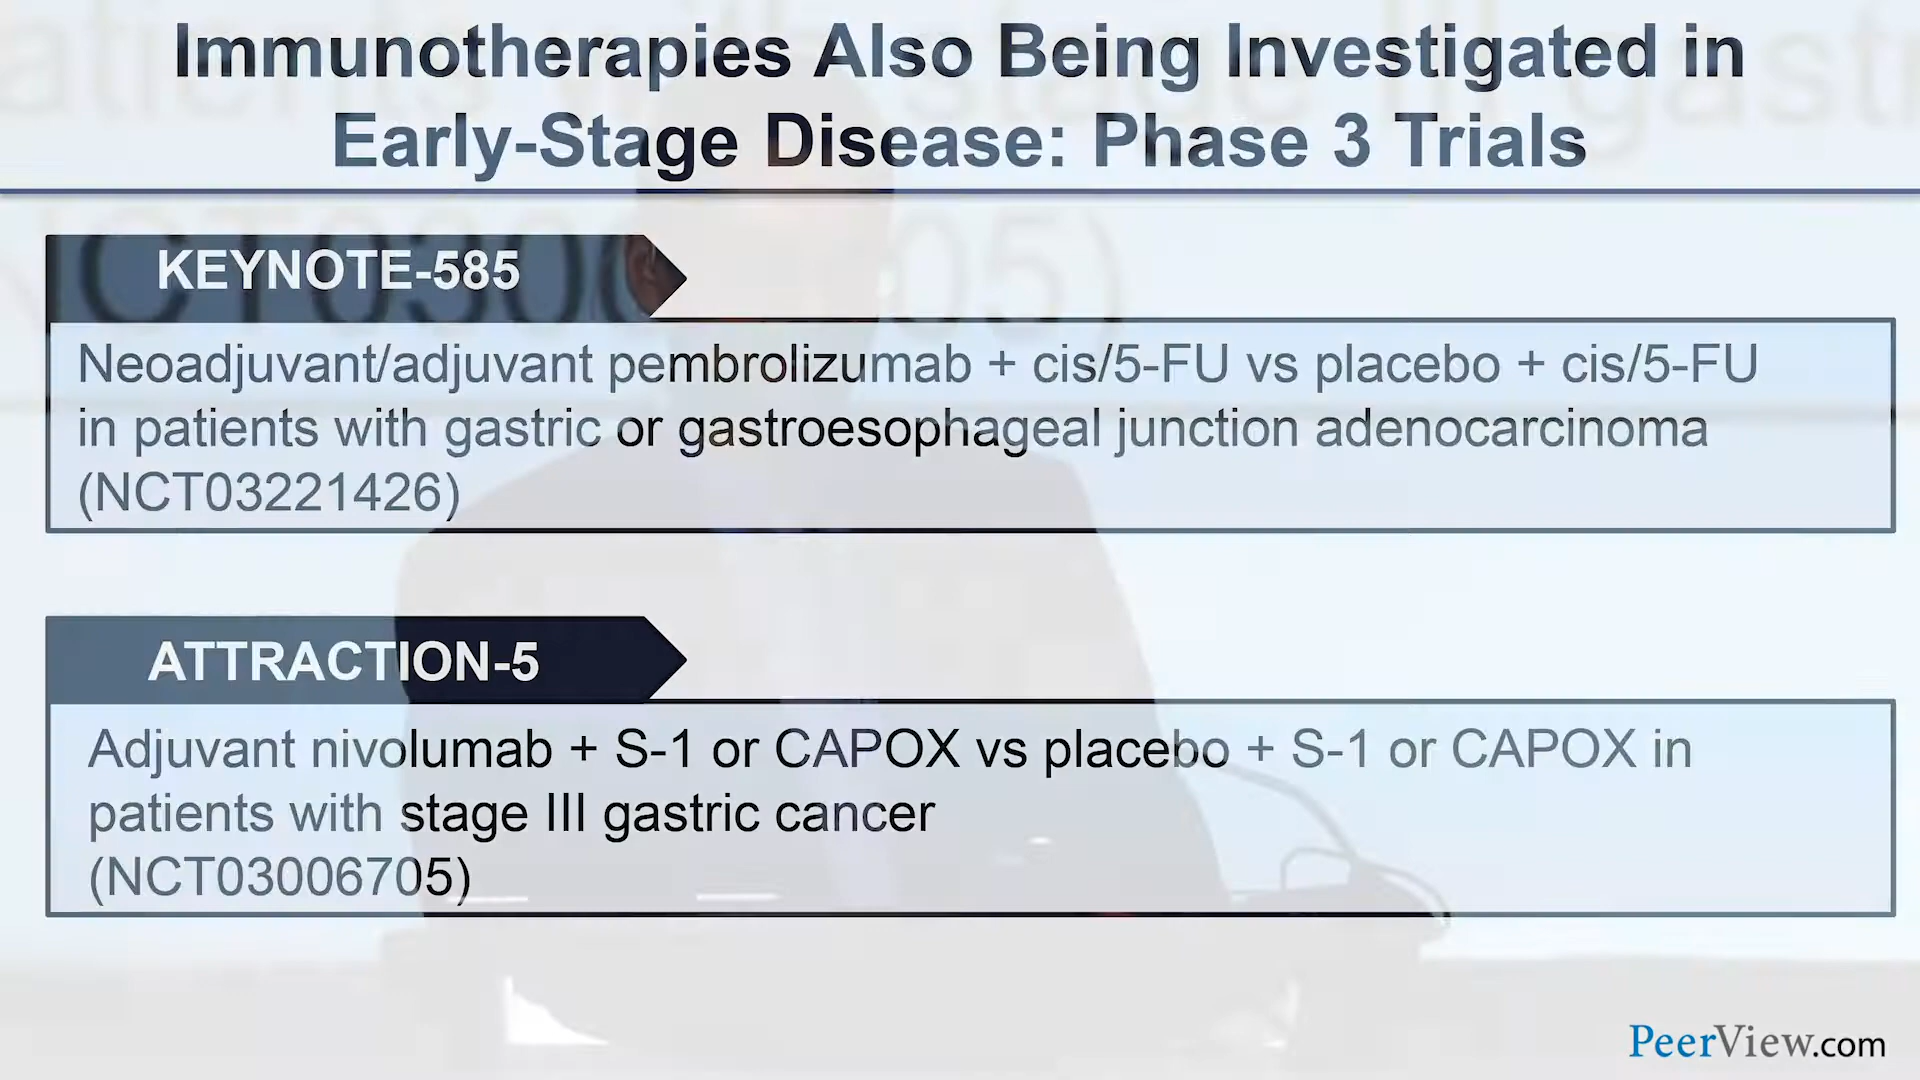 Immunotherapies Also Being Investigated in
Early-Stage Disease: Phase 3 Trials
KEYNOTE-585
Neoadjuvant/adjuvant pembrolizumab + cis/5-FU vs placebo + cis/5-FU
in patients with gastric or gastroesophageal junction adenocarcinoma
(NCT03221426)
ATTRACTION-5
Adjuvant nivolumab + S-1 or CAPOX vs placebo + S-1 or CAPOX in
patients with stage III gastric cancer
(NCT03006705)
PeerView.com